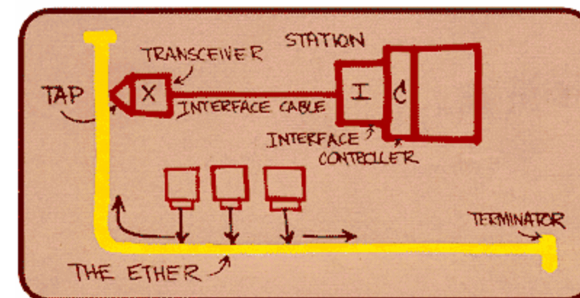 STATION
TRANSCEIVER
TAP
X
I
C
INTERFACE CABLE
INTERFACE
CONTROLLER
TERMINATOR
THE ETHER